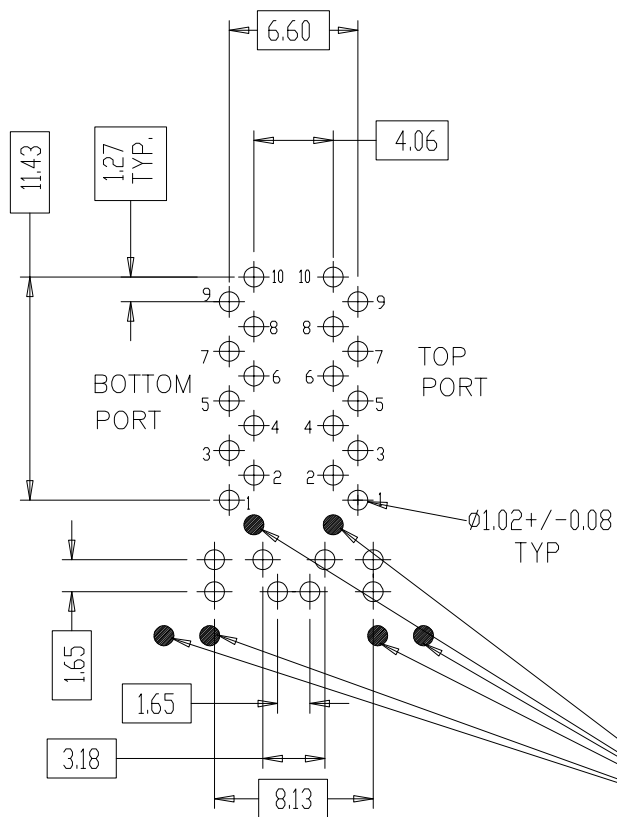 6.60
4.06
11.43
1.27
TYP.
10 10
9 9
8 8
7 7
TOP
PORT
BOTTOM
PORT
6 6
5 5
4 4
3 3
2 2
1 1
Ø1.02+/-0.08
TYP
1.65
1.65
3.18
8.13